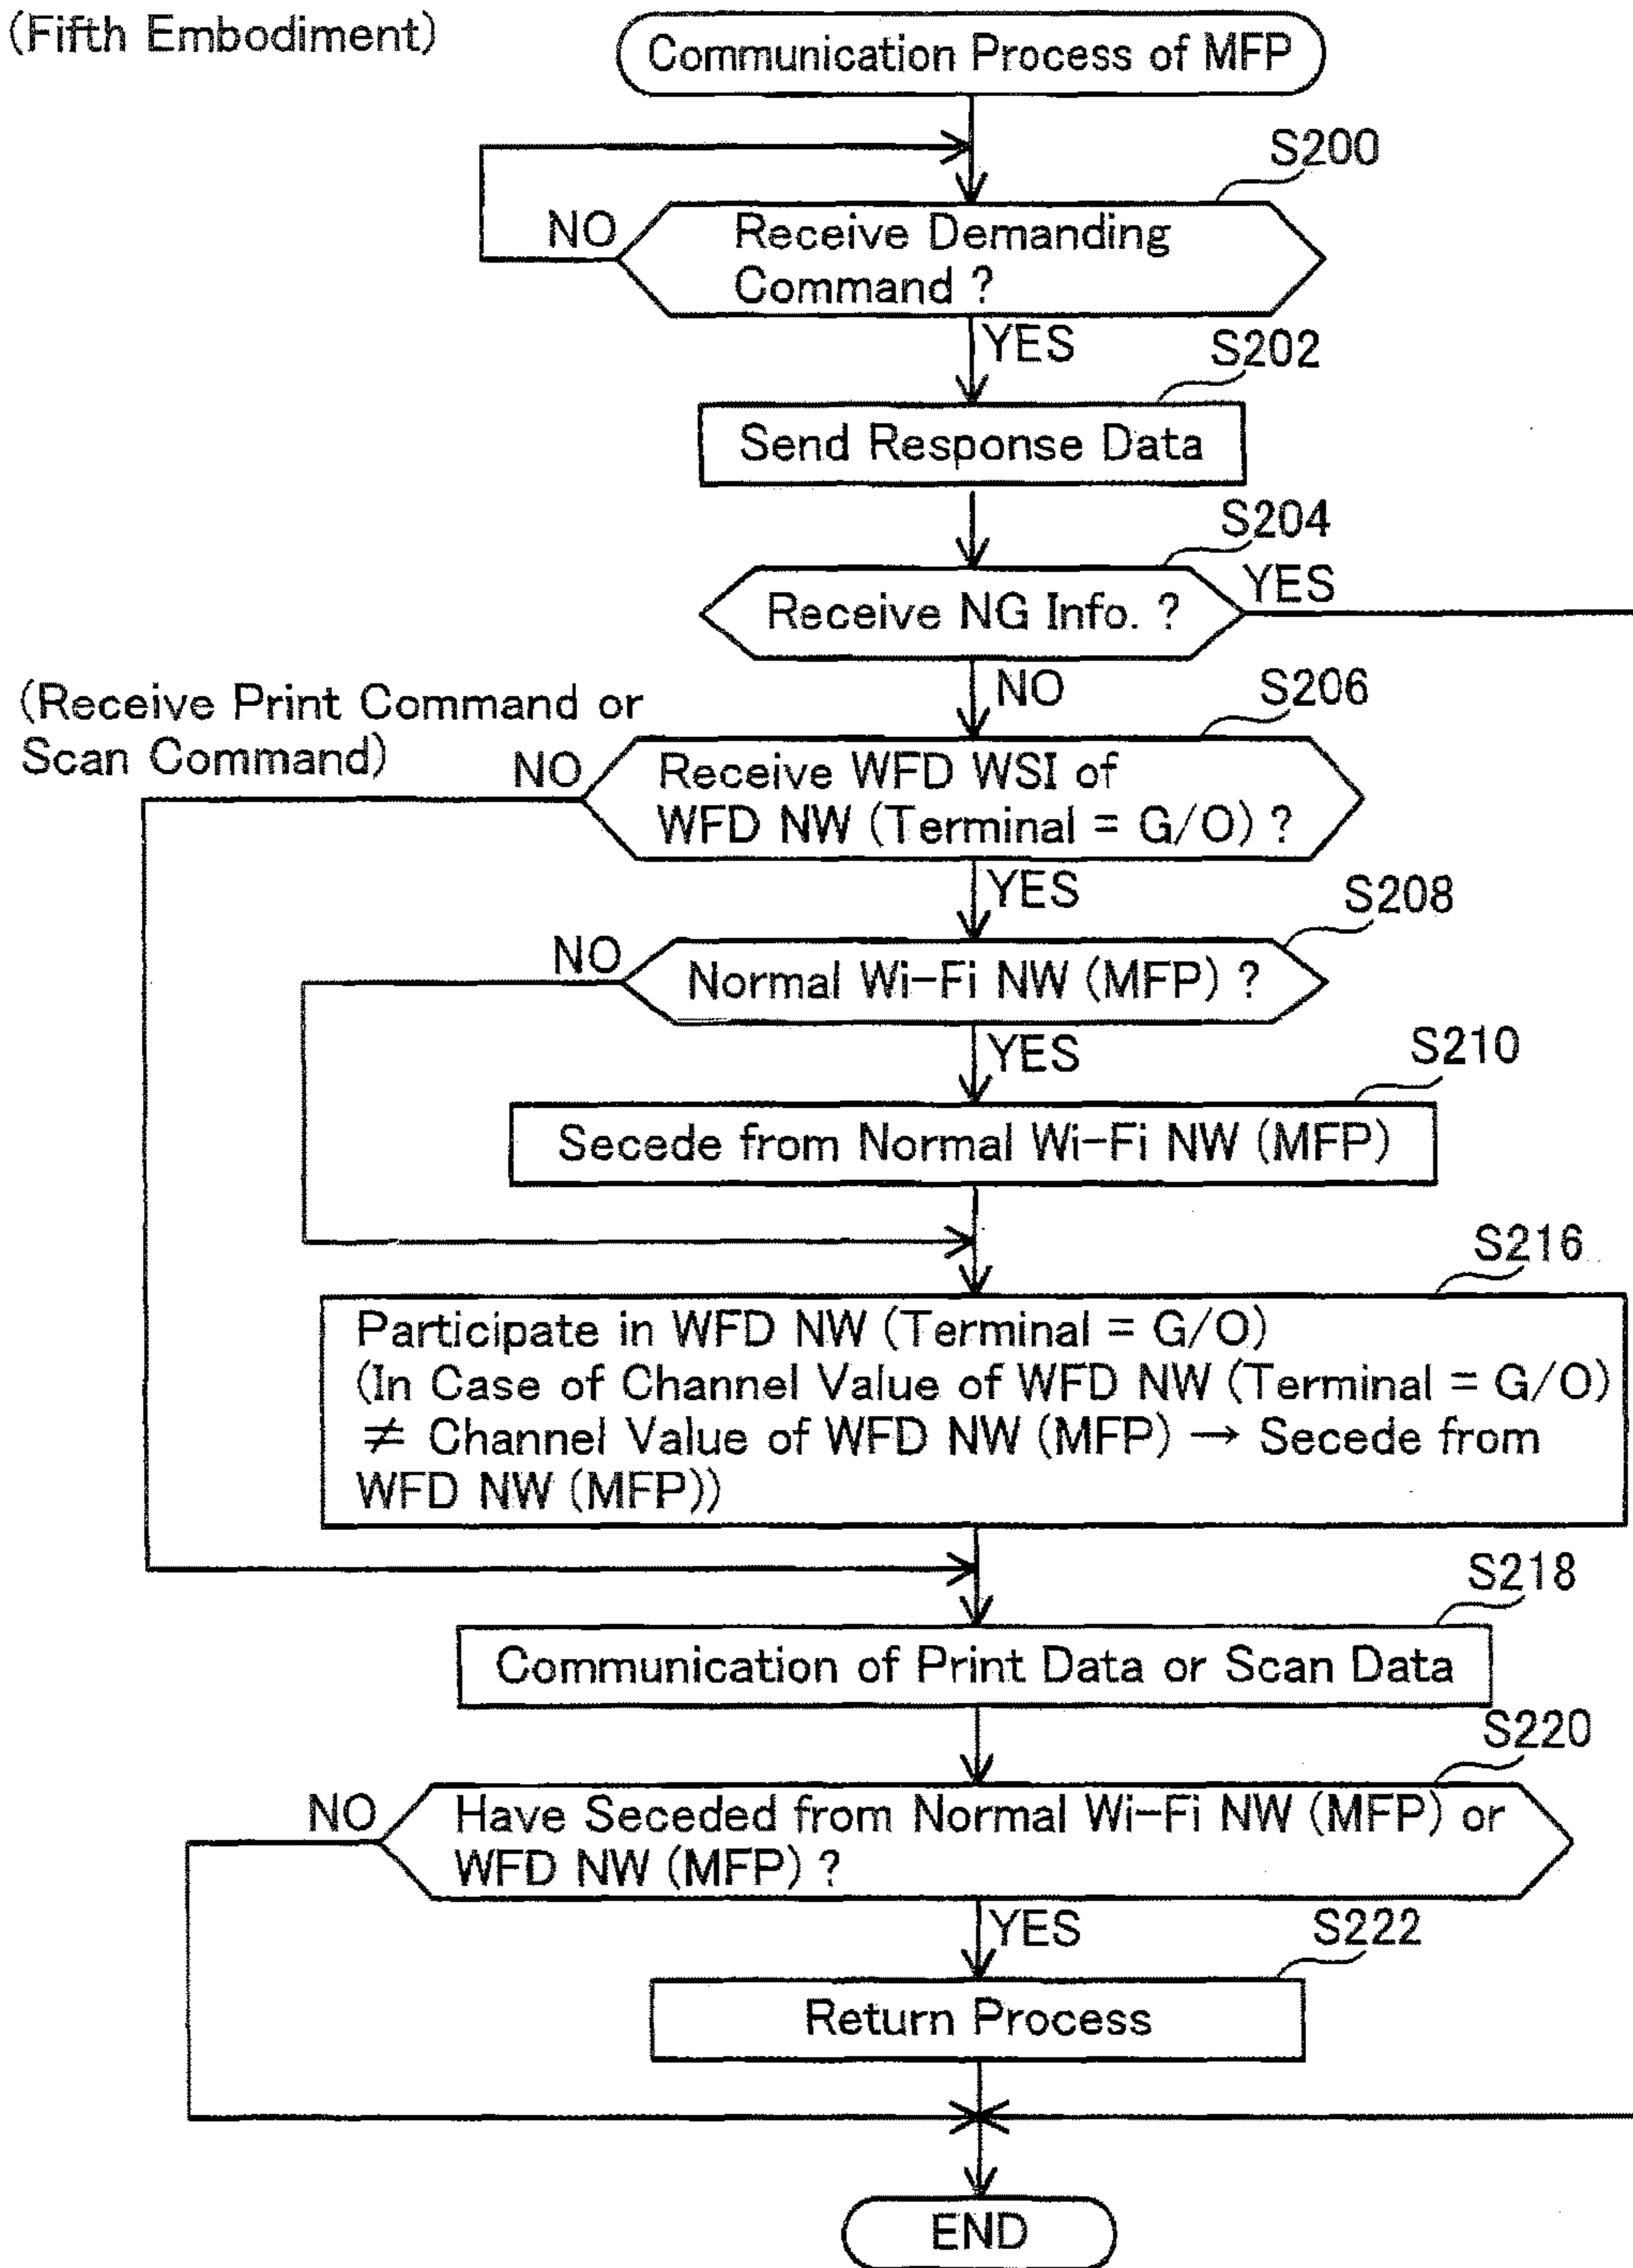 (Fifth Embodiment)
Communication Process of MFP
S200
NO
Receive Demanding
Command ?
YES
S202
Send Response Data
S204
YES
Receive NG Info. ?
NO
S206
(Receive Print Command or
Scan Command)
NO
Receive WFD WSI of
WFD NW (Terminal = G/O) ?
YES
S208
NO
Normal Wi-Fi NW (MFP) ?
YES
S210
Secede from Normal Wi-Fi NW (MFP)
S216
Participate in WFD NW (Terminal = G/O)
(In Case of Channel Value of WFD NW (Terminal = G/O)
≠ Channel Value of WFD NW (MFP) → Secede from
WFD NW (MFP))
S218
Communication of Print Data or Scan Data
S220
NO
Have Seceded from Normal Wi-Fi NW (MFP) or
WFD NW (MFP) ?
YES
S222
Return Process
END